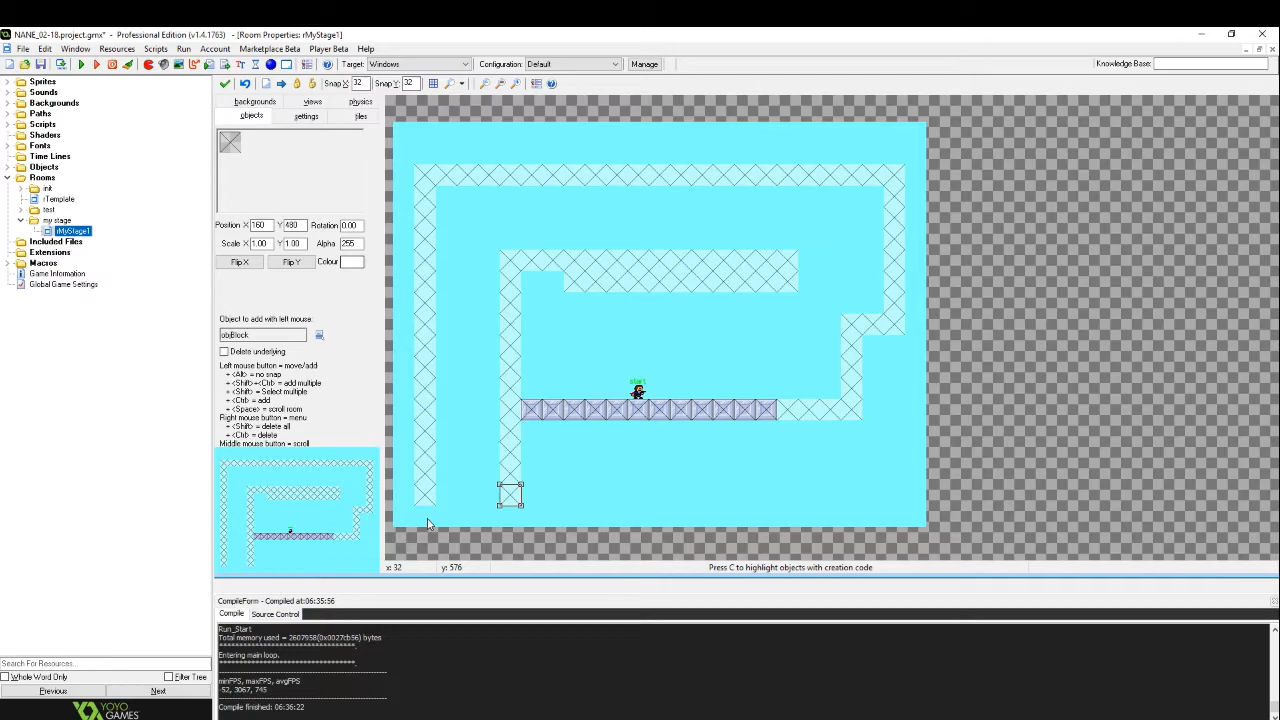 NANE_02-18.project.gmx* - Professional Edition (v1.4.1763) - [Room Properties: rMyStage1]
File Edit Window Resources Scripts Run Account Marketplace Beta Player Beta Help
Target: Windows Configuration: Default Manage Knowledge Base:
Sprites
Sounds
Backgrounds
Paths
Scripts
Shaders
Fonts
Time Lines
Objects
Rooms
init
rTemplate
test
my stage
rMyStage1
Included Files
Extensions
Macros
Game Information
Global Game Settings
Search For Resources...
Whole Word Only Filter Tree
Previous Next
YOYO
GAMES
Snap X: 32 Snap Y: 32
backgrounds views physics
objects settings tiles
Position X 160 Y 480 Rotation 0.00
Scale X 1.00 Y 1.00 Alpha 255
Flip X Flip Y Colour
Object to add with left mouse:
objBlock
Delete underlying
Left mouse button = move/add
+ <Alt> = no snap
+ <Shift>+<Ctrl> = add multiple
+ <Shift> = Select multiple
+ <Ctrl> = add
+ <Space> = scroll room
Right mouse button = menu
+ <Shift> = delete all
+ <Ctrl> = delete
Middle mouse button = scroll
start
x: 32 y: 576 Press C to highlight objects with creation code
CompileForm - Compiled at:06:35:56
Compile Source Control
Run_Start
Total memory used = 2607958(0x0027cb56) bytes
Entering main loop.
minFPS, maxFPS, avgFPS
-52, 3067, 745
Compile finished: 06:36:22